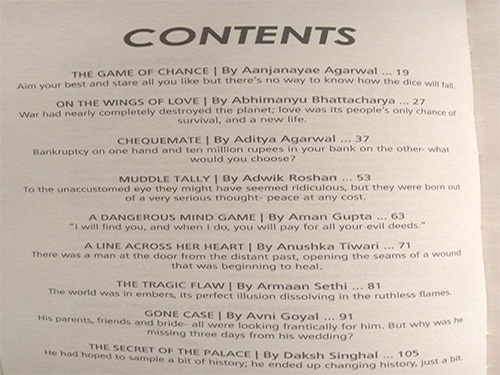 CONTENTS
THE GAME OF CHANCE | By Aanjanayae Agarwal ... 19
Aim your best and stare all you like but there's no way to know how the dice will fall.
ON THE WINGS OF LOVE | By Abhimanyu Bhattacharya ... 27
War had nearly completely destroyed the planet; love was its people's only chance of
survival, and a new life.
CHEQUEMATE | By Aditya Agarwal ... 37
Bankruptcy on one hand and ten million rupees in your bank on the other- what
would you choose?
MUDDLE TALLY | By Adwik Roshan ... 53
To the unaccustomed eye they might have seemed ridiculous, but they were born out
of a very serious thought- peace at any cost.
A DANGEROUS MIND GAME | By Aman Gupta ... 63
"I will find you, and when I do, you will pay for all your evil deeds."
A LINE ACROSS HER HEART | By Anushka Tiwari ... 71
There was a man at the door from the distant past, opening the seams of a wound
that was beginning to heal.
THE TRAGIC FLAW | By Armaan Sethi ... 81
The world was in embers, its perfect illusion dissolving in the ruthless flames.
GONE CASE | By Avni Goyal ... 91
His parents, friends and bride- all were looking frantically for him. But why was he
missing three days from his wedding?
THE SECRET OF THE PALACE | By Daksh Singhal ... 105
He had hoped to sample a bit of history; he ended up changing history, just a bit.